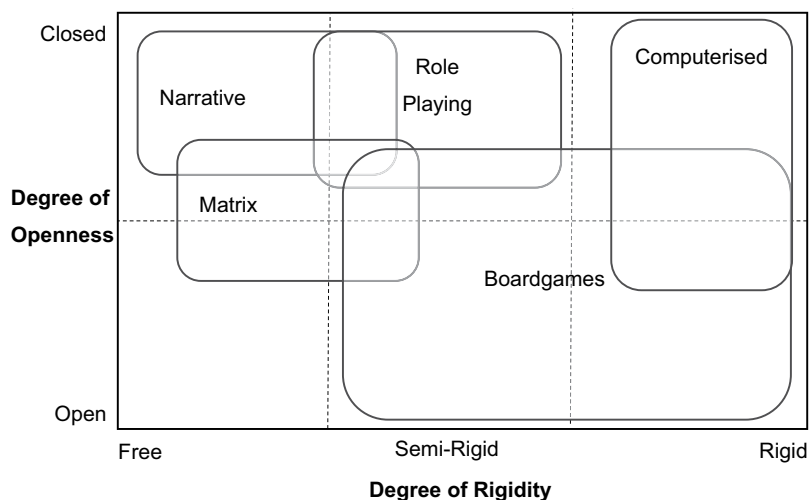 Closed
Computerised
Role
Playing
Narrative
Degree of
Openness
Matrix
Boardgames
Open
Free
Semi-Rigid
Rigid
Degree of Rigidity